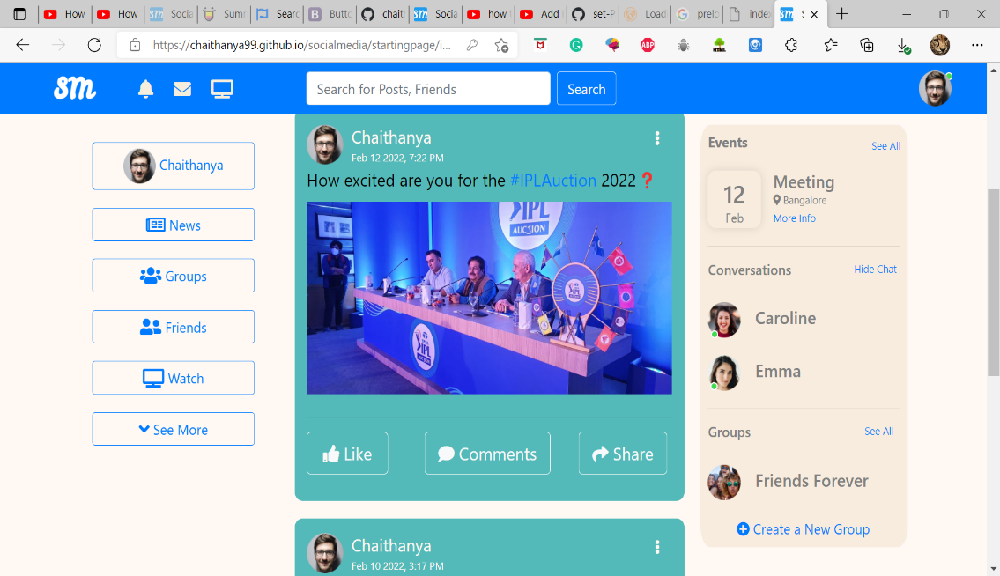 How
How
Socia
Sumr
Searc
Butto
chait
Socia
how t
Add
set-P
Load
prelo
index
https://chaithanya99.github.io/socialmedia/startingpage/i...
ABP
HTML
sm
Search for Posts, Friends
Search
Chaithanya
News
Groups
Friends
Watch
See More
Chaithanya
Feb 12 2022, 7:22 PM
How excited are you for the #IPLAuction 2022 ❓
IPL
AUCTION
IPL
AUCTION
Like
Comments
Share
Chaithanya
Feb 10 2022, 3:17 PM
Events
See All
12
Feb
Meeting
Bangalore
More Info
Conversations
Hide Chat
Caroline
Emma
Groups
See All
Friends Forever
Create a New Group